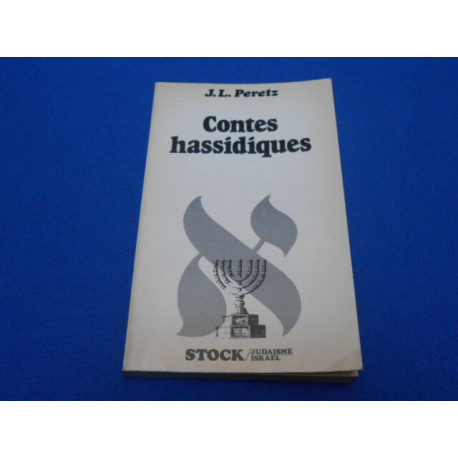 J.L. Peretz
Contes
hassidiques
א
STOCK/JUDAISME
ISRAEL